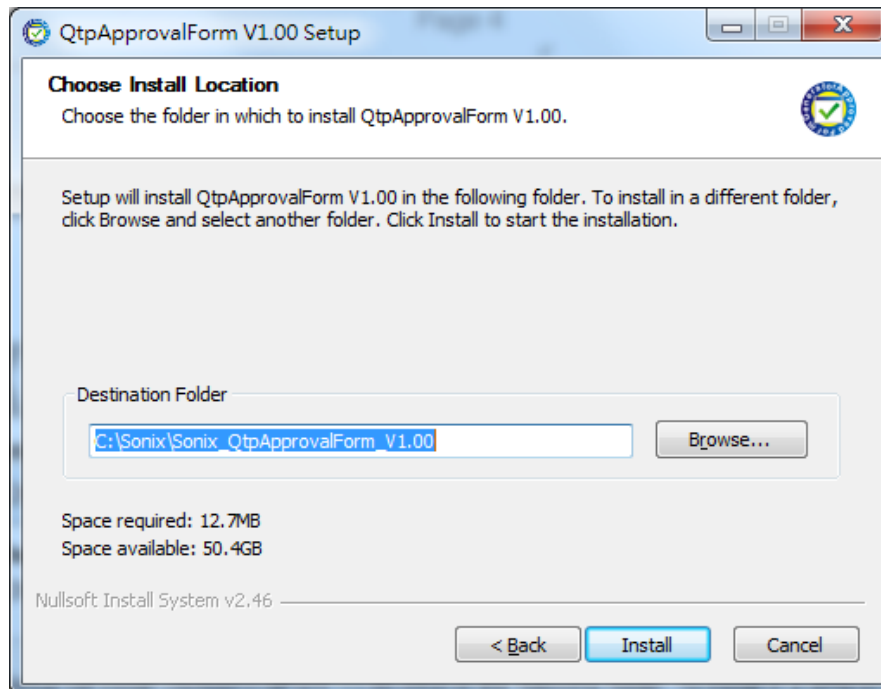 QtpApprovalForm V1.00 Setup
Choose Install Location
Choose the folder in which to install QtpApprovalForm V1.00.
Setup will install QtpApprovalForm V1.00 in the following folder. To install in a different folder,
click Browse and select another folder. Click Install to start the installation.
Destination Folder
C:\Sonix\Sonix_QtpApprovalForm_V1.00
Browse...
Space required: 12.7MB
Space available: 50.4GB
Nullsoft Install System v2.46
< Back
Install
Cancel